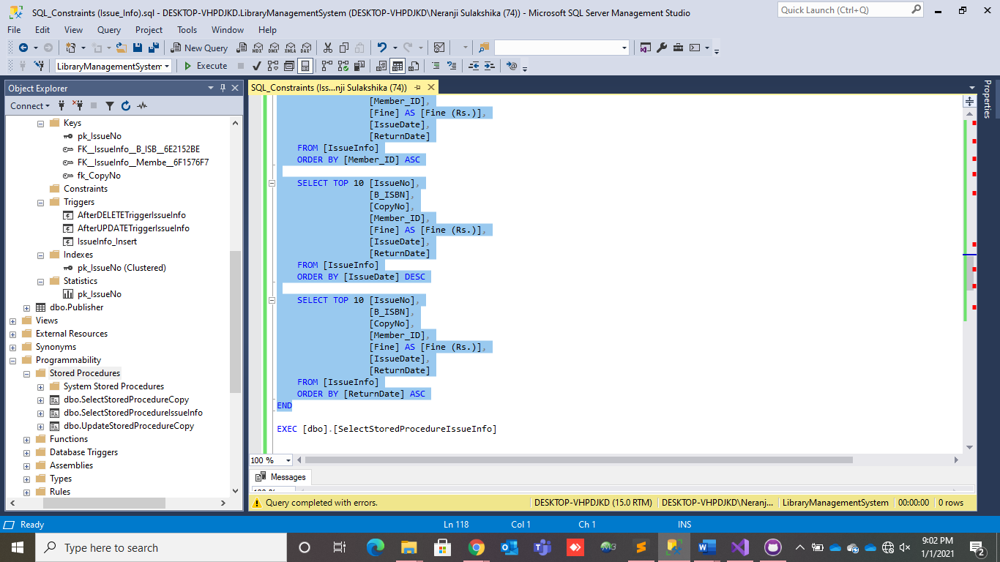 SQL_Constraints (Issue_Info).sql - DESKTOP-VHPDJKD.LibraryManagementSystem (DESKTOP-VHPDJKD\Neranji Sulakshika (74)) - Microsoft SQL Server Management Studio
Quick Launch (Ctrl+Q)
File Edit View Query Project Tools Window Help
New Query MDX DMX XMLA DAX
LibraryManagementSystem Execute
Object Explorer
Connect
Keys
pk_IssueNo
FK__IssueInfo__B_ISB__6E2152BE
FK__IssueInfo__Membe__6F1576F7
fk_CopyNo
Constraints
Triggers
AfterDELETETriggerIssueInfo
AfterUPDATETriggerIssueInfo
IssueInfo_Insert
Indexes
pk_IssueNo (Clustered)
Statistics
pk_IssueNo
dbo.Publisher
Views
External Resources
Synonyms
Programmability
Stored Procedures
System Stored Procedures
dbo.SelectStoredProcedureCopy
dbo.SelectStoredProcedureIssueInfo
dbo.UpdateStoredProcedureCopy
Functions
Database Triggers
Assemblies
Types
Rules
SQL_Constraints (Iss...nji Sulakshika (74))
[Member_ID],
[Fine] AS [Fine (Rs.)],
[IssueDate],
[ReturnDate]
FROM [IssueInfo]
ORDER BY [Member_ID] ASC
SELECT TOP 10 [IssueNo],
[B_ISBN],
[CopyNo],
[Member_ID],
[Fine] AS [Fine (Rs.)],
[IssueDate],
[ReturnDate]
FROM [IssueInfo]
ORDER BY [IssueDate] DESC
SELECT TOP 10 [IssueNo],
[B_ISBN],
[CopyNo],
[Member_ID],
[Fine] AS [Fine (Rs.)],
[IssueDate],
[ReturnDate]
FROM [IssueInfo]
ORDER BY [ReturnDate] ASC
END
EXEC [dbo].[SelectStoredProcedureIssueInfo]
100 %
Messages
Properties
Query completed with errors. DESKTOP-VHPDJKD (15.0 RTM) DESKTOP-VHPDJKD\Neranj... LibraryManagementSystem 00:00:00 0 rows
Ready Ln 118 Col 1 Ch 1 INS
Type here to search
9:02 PM
1/1/2021
2